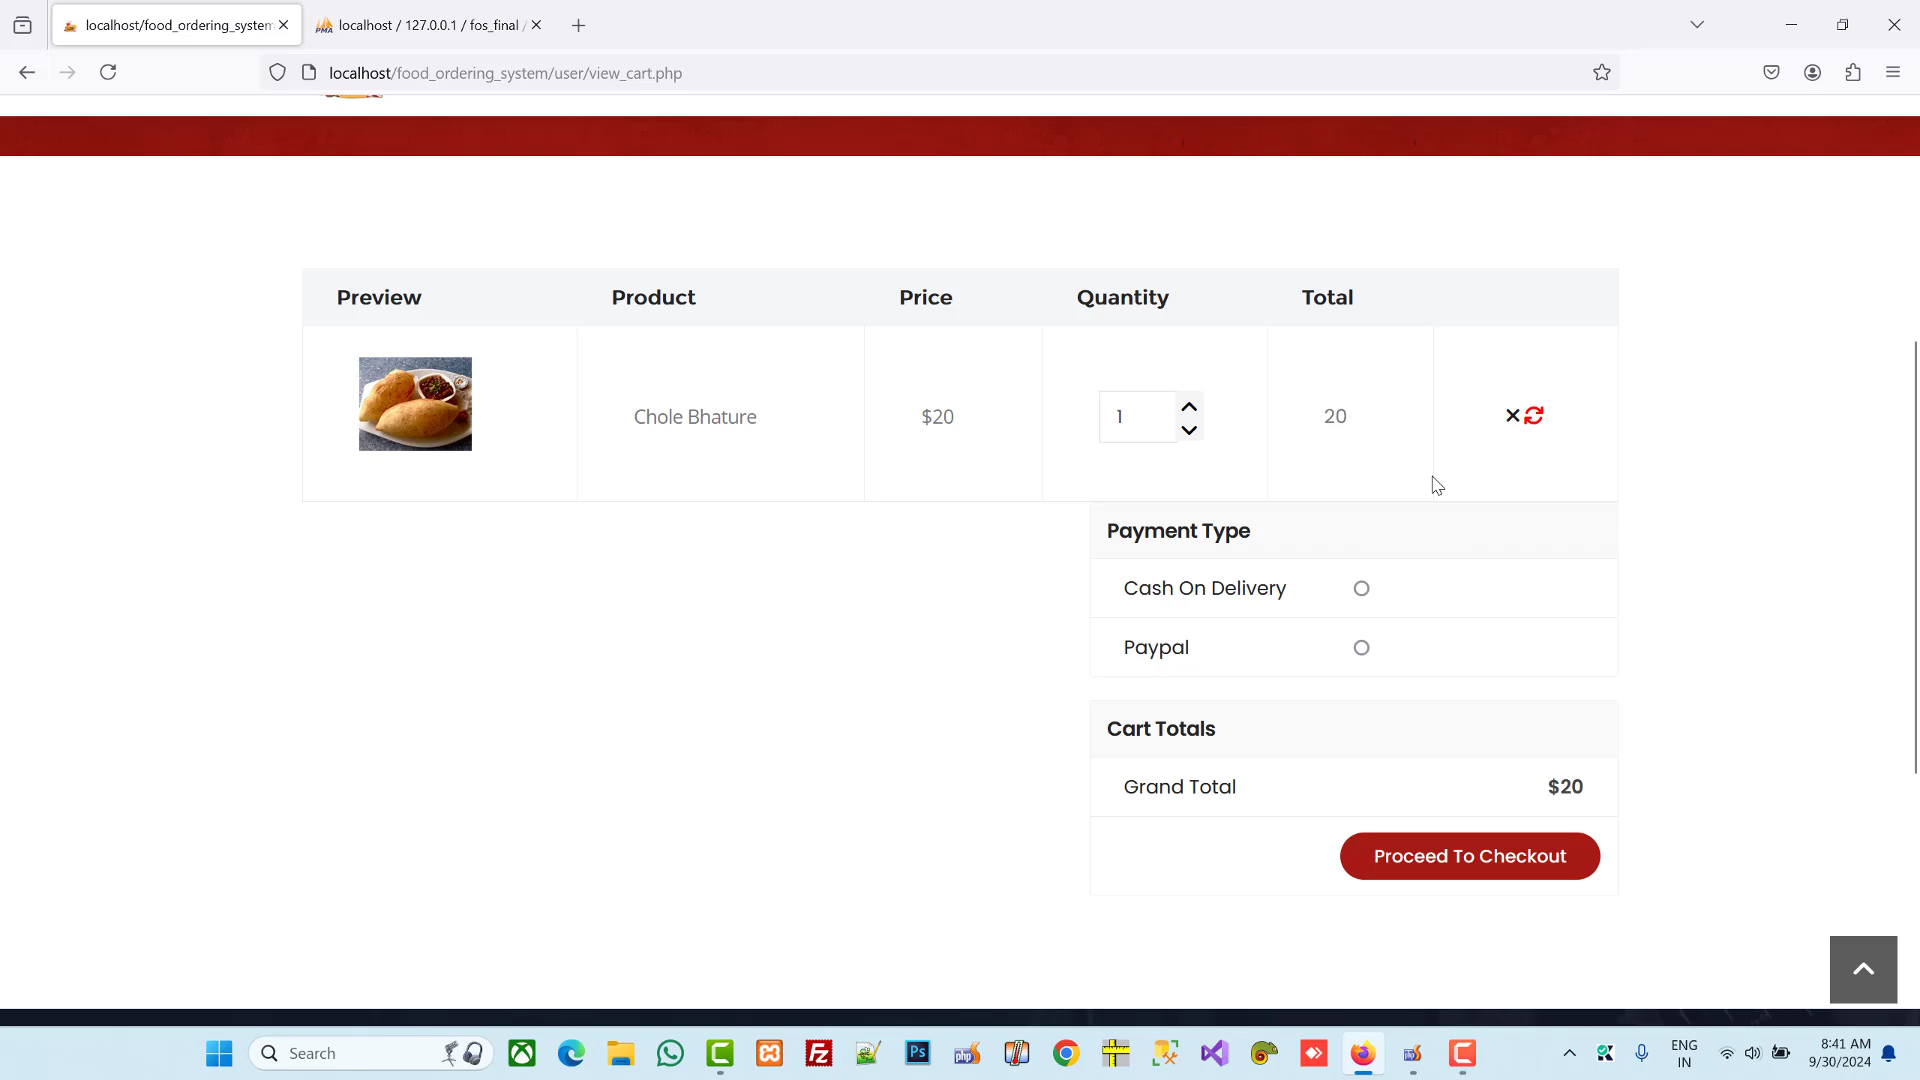 localhost/food_ordering_system
localhost / 127.0.0.1 / fos_final /
localhost/food_ordering_system/user/view_cart.php
Preview Product Price Quantity Total
Chole Bhature $20 1 20
Payment Type
Cash On Delivery
Paypal
Cart Totals
Grand Total $20
Proceed To Checkout
Search
ENG
IN
8:41 AM
9/30/2024